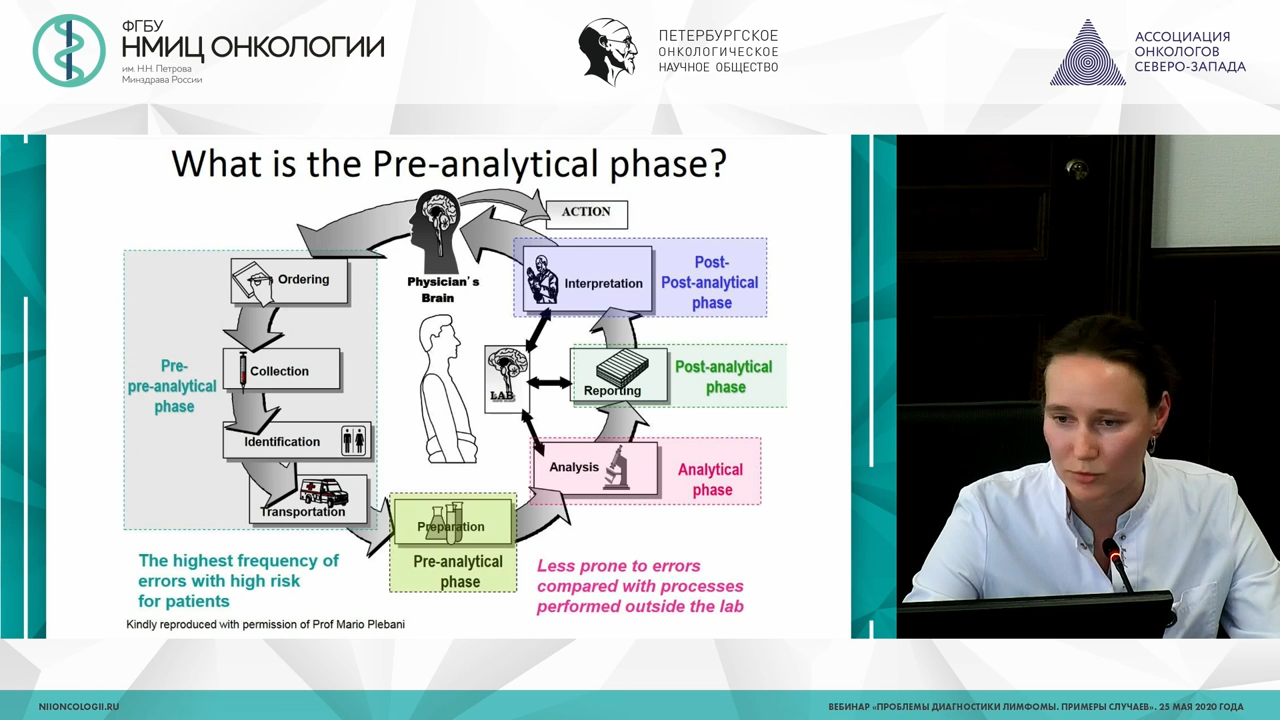 ФГБУ
НМИЦ ОНКОЛОГИИ
им. Н.Н. Петрова
Минздрава России
ПЕТЕРБУРГСКОЕ
ОНКОЛОГИЧЕСКОЕ
НАУЧНОЕ ОБЩЕСТВО
АССОЦИАЦИЯ
ОНКОЛОГОВ
СЕВЕРО-ЗАПАДА
What is the Pre-analytical phase?
ACTION
Ordering
Physician's
Brain
Interpretation
Post-
Post-analytical
phase
Collection
Pre-
pre-analytical
phase
LAB
Reporting
Post-analytical
phase
Identification
Analysis
Analytical
phase
Transportation
Preparation
Pre-analytical
phase
The highest frequency of
errors with high risk
for patients
Less prone to errors
compared with processes
performed outside the lab
Kindly reproduced with permission of Prof Mario Plebani
NIIONCOLOGII.RU
ВЕБИНАР «ПРОБЛЕМЫ ДИАГНОСТИКИ ЛИМФОМЫ. ПРИМЕРЫ СЛУЧАЕВ». 25 МАЯ 2020 ГОДА